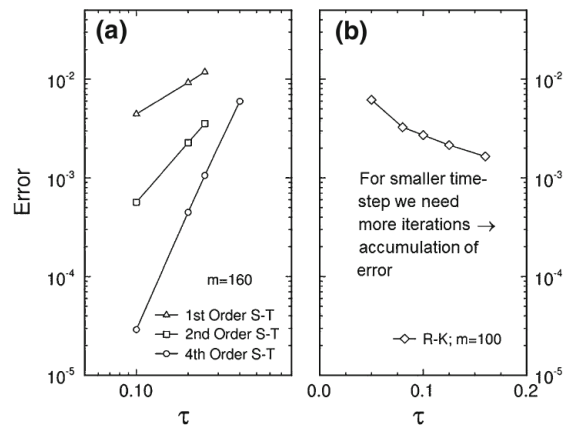 (a)
(b)
10⁻²
10⁻³
10⁻⁴
10⁻⁵
Error
m=160
1st Order S-T
2nd Order S-T
4th Order S-T
0.10
τ
For smaller time-
step we need
more iterations →
accumulation of
error
R-K; m=100
0.0
0.1
0.2
τ
10⁻²
10⁻³
10⁻⁴
10⁻⁵